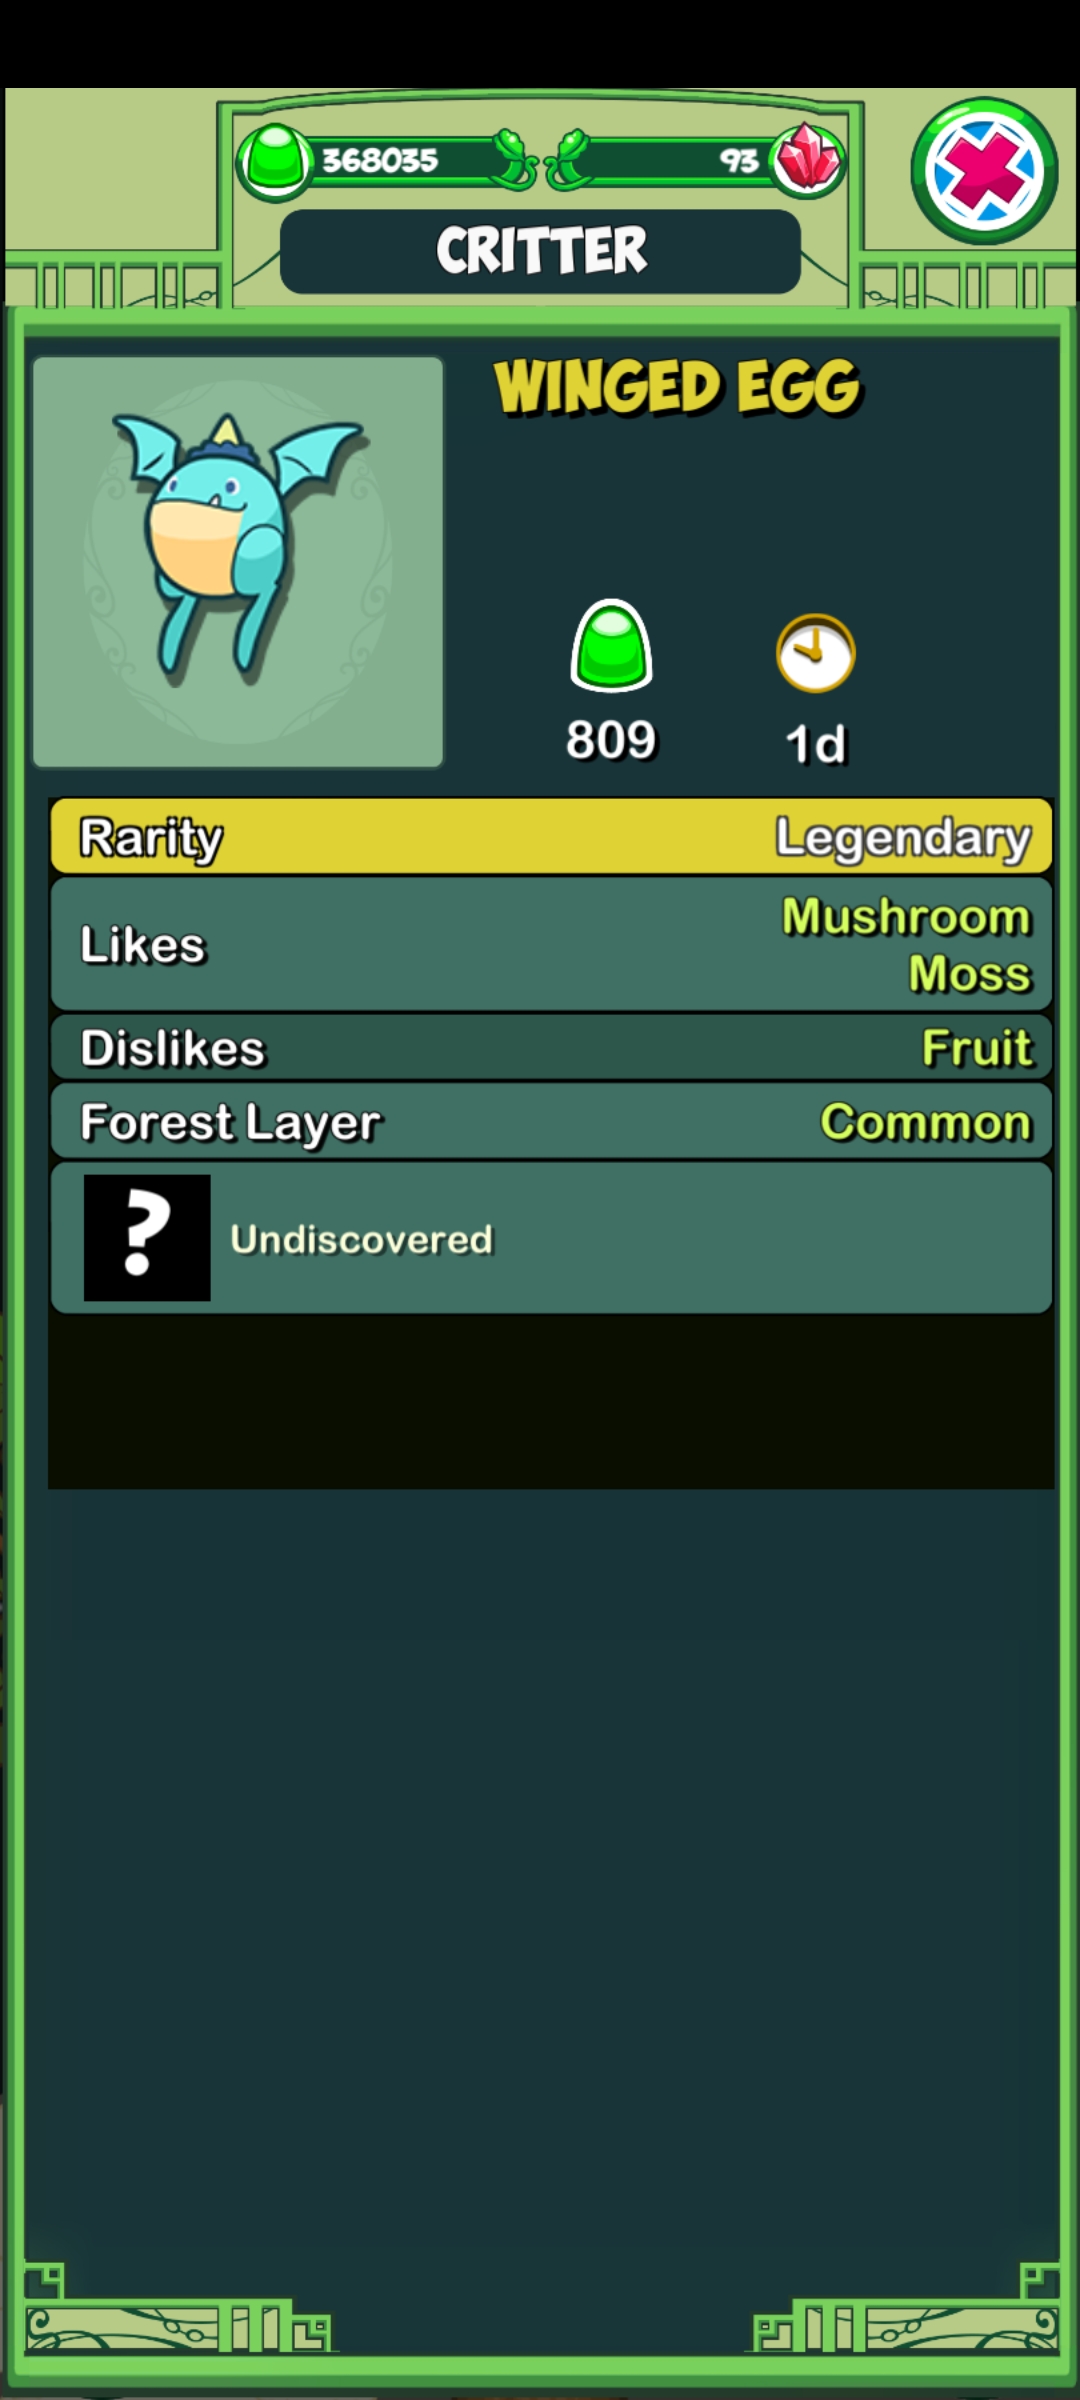 368035
93
CRITTER
WINGED EGG
809
1d
Rarity
Legendary
Likes
Mushroom
Moss
Dislikes
Fruit
Forest Layer
Common
?
Undiscovered